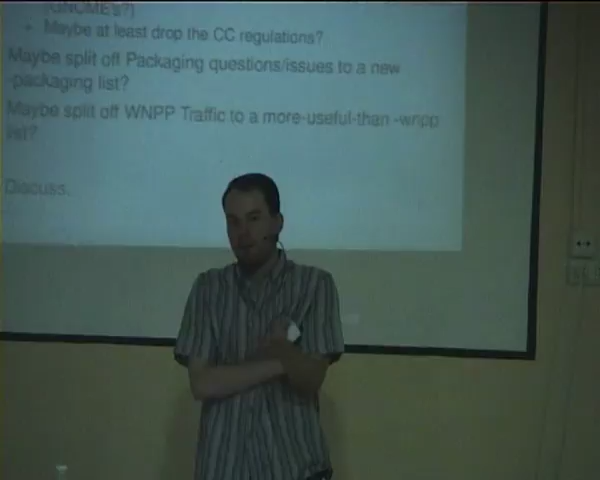 (GNOME's?)
Maybe at least drop the CC regulations?
Maybe split off Packaging questions/issues to a new
-packaging list?
Maybe split off WNPP Traffic to a more-useful-than -wnpp
list?
Discuss.